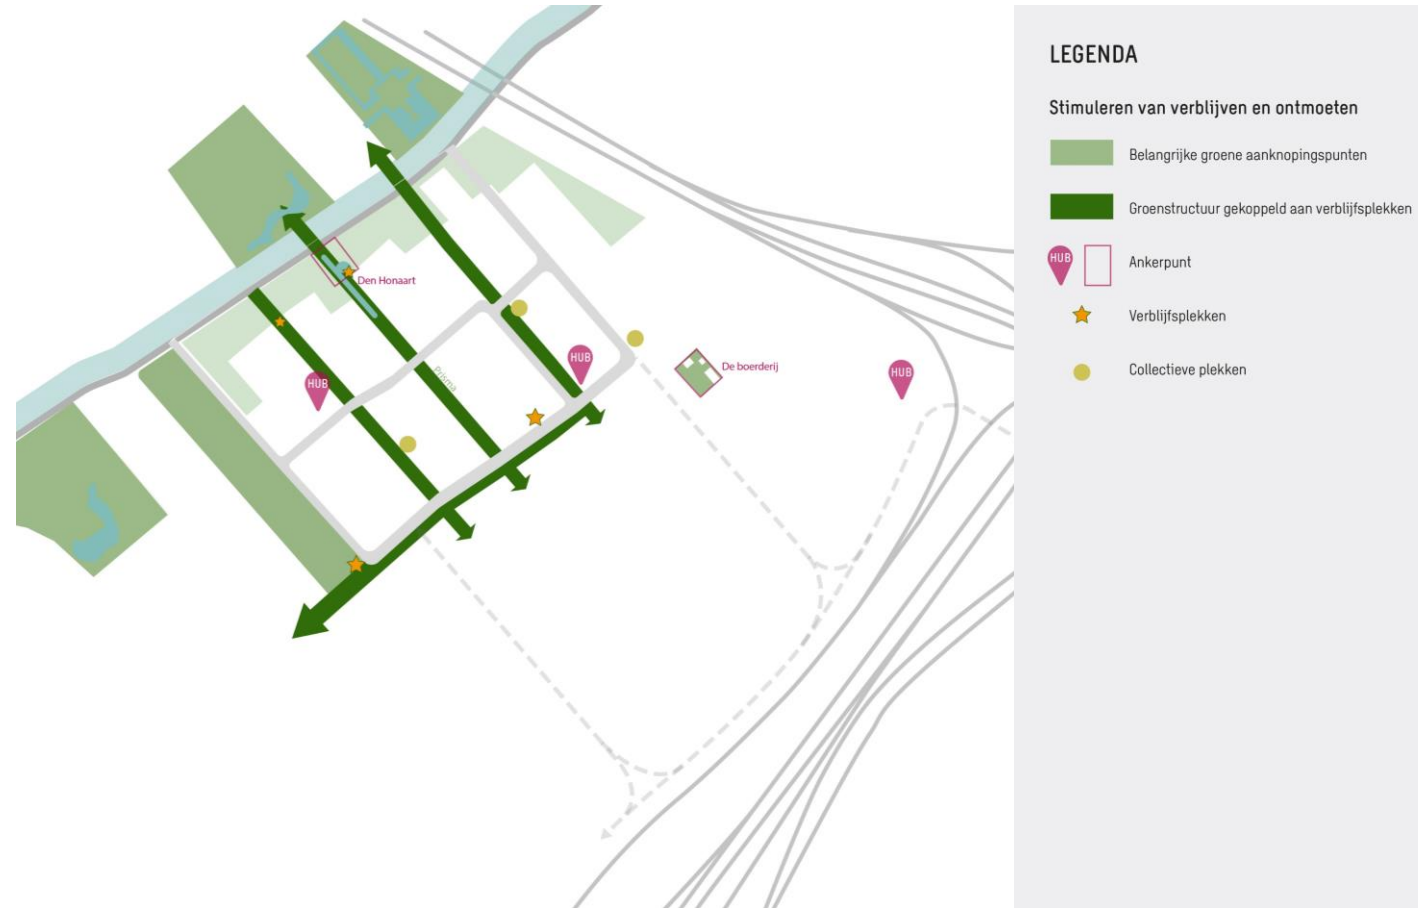 Den Honaart
Prisma
HUB
HUB
De boerderij
HUB
LEGENDA
Stimuleren van verblijven en ontmoeten
Belangrijke groene aanknopingspunten
Groenstructuur gekoppeld aan verblijfsplekken
HUB Ankerpunt
Verblijfsplekken
Collectieve plekken